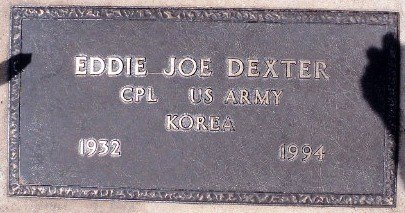 EDDIE JOE DEXTER
CPL US ARMY
KOREA
1932 1994